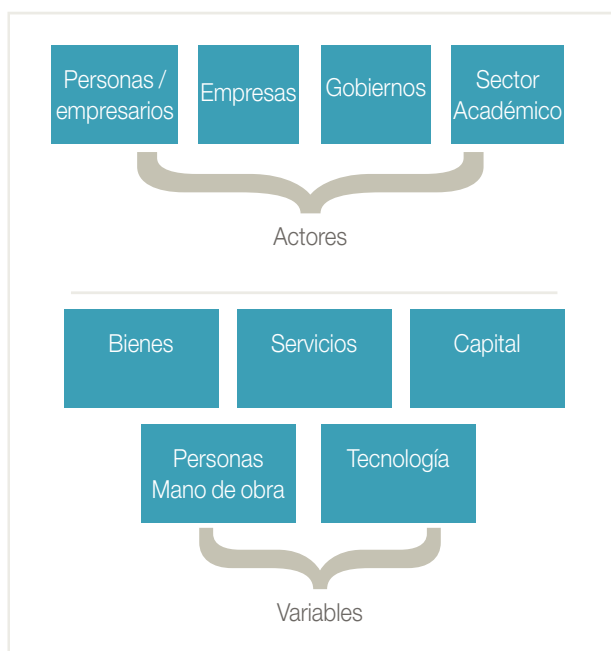 Personas /
empresarios
Empresas
Gobiernos
Sector
Académico
Actores
Bienes
Servicios
Capital
Personas
Mano de obra
Tecnología
Variables